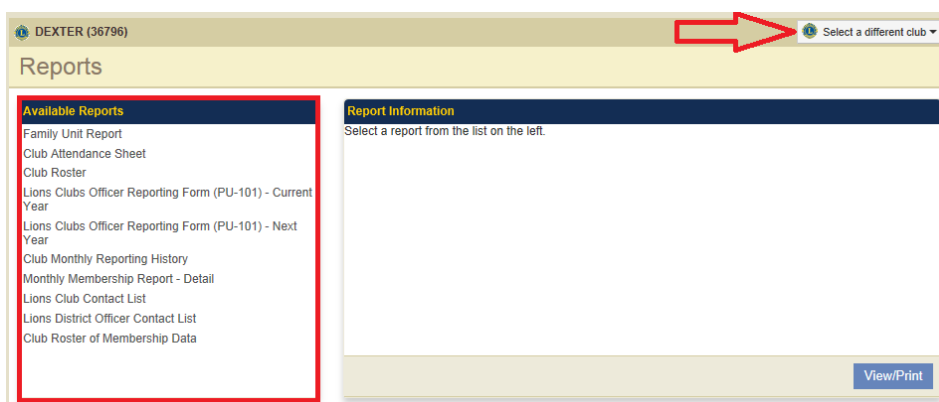 DEXTER (36796)
Select a different club
Reports
Available Reports
Family Unit Report
Club Attendance Sheet
Club Roster
Lions Clubs Officer Reporting Form (PU-101) - Current
Year
Lions Clubs Officer Reporting Form (PU-101) - Next
Year
Club Monthly Reporting History
Monthly Membership Report - Detail
Lions Club Contact List
Lions District Officer Contact List
Club Roster of Membership Data
Report Information
Select a report from the list on the left.
View/Print